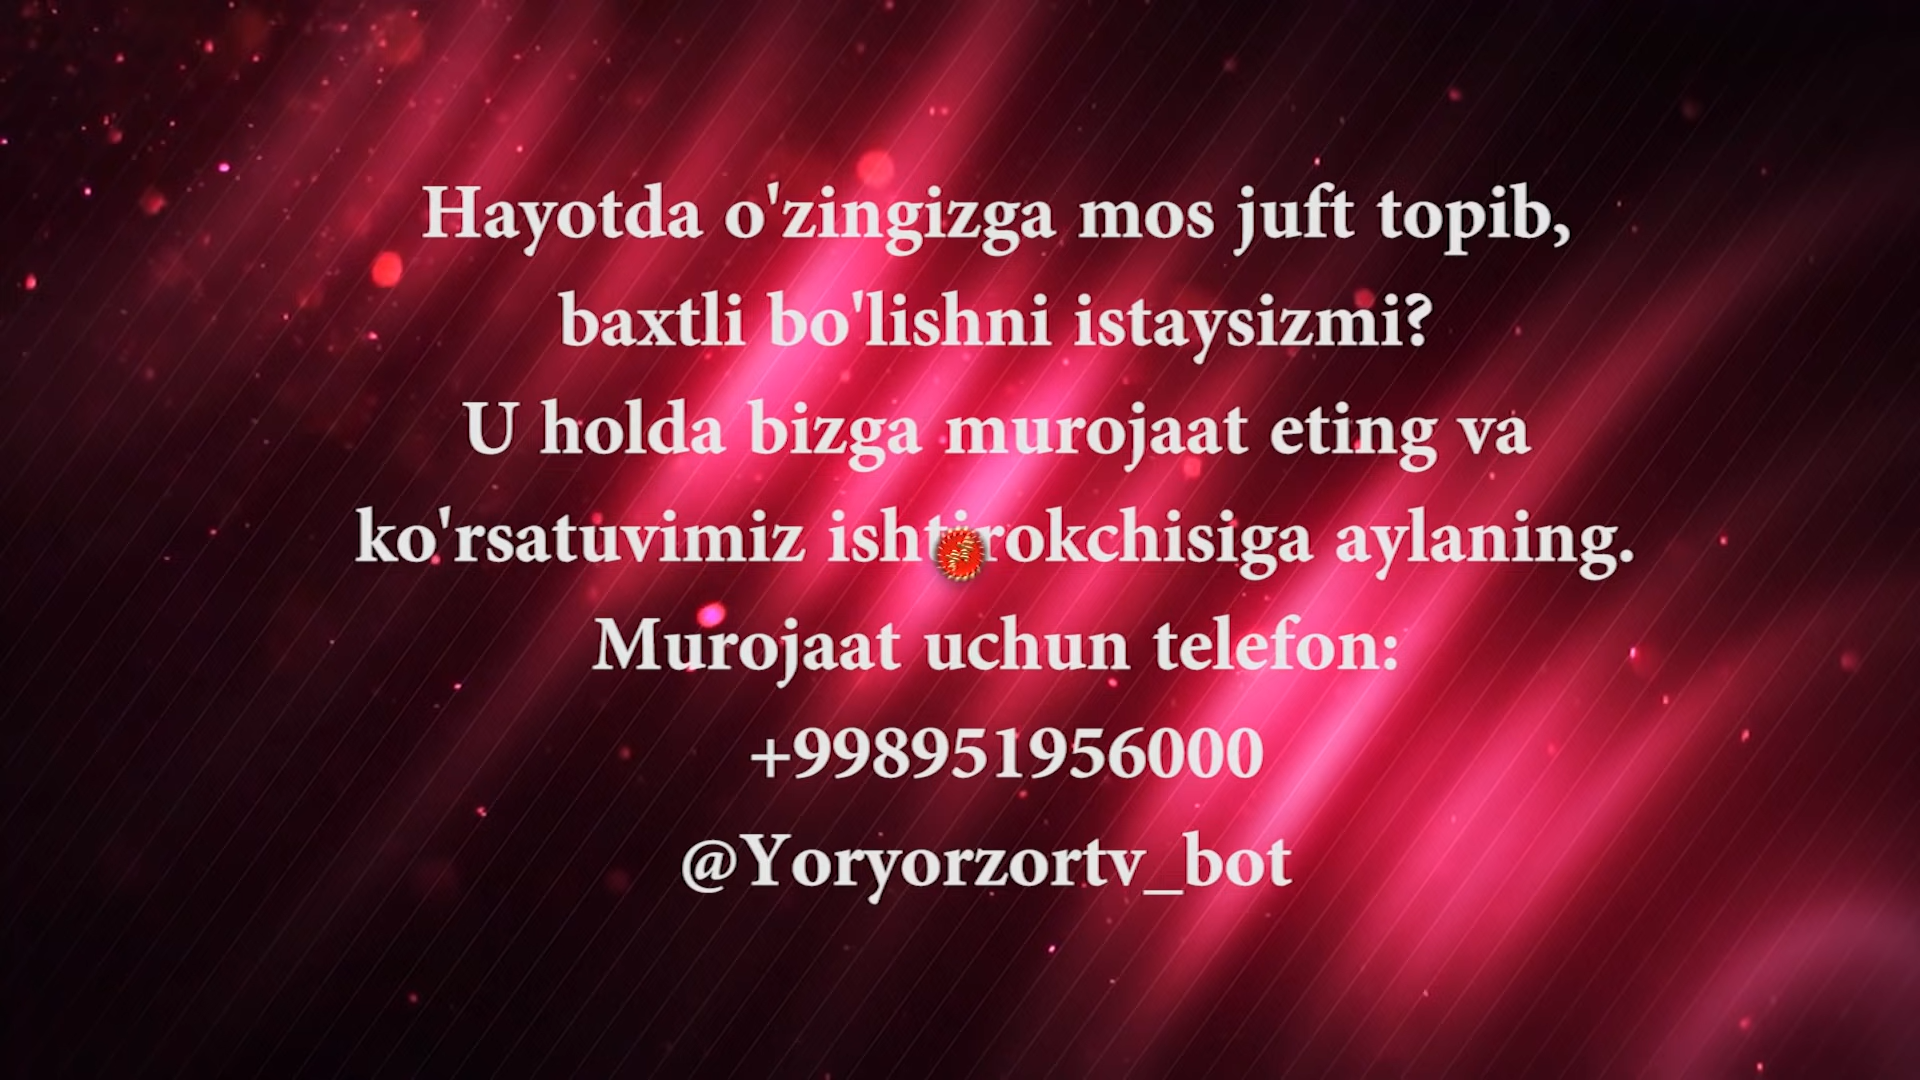 Hayotda o'zingizga mos juft topib,
baxtli bo'lishni istaysizmi?
U holda bizga murojaat eting va
ko'rsatuvimiz ishtirokchisiga aylaning.
Murojaat uchun telefon:
+998951956000
@Yoryorzortv_bot